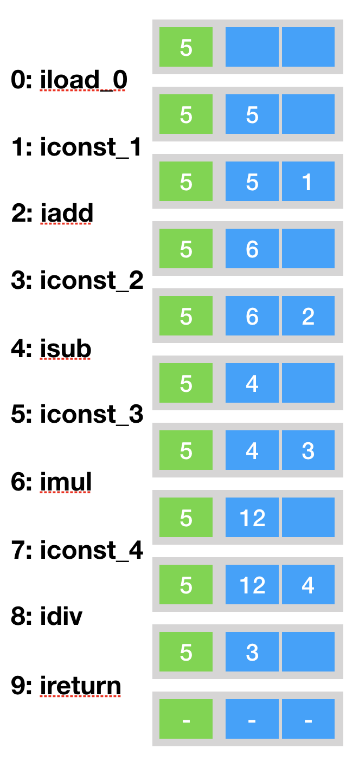 5
0: iload_0
5 5
1: iconst_1
5 5 1
2: iadd
5 6
3: iconst_2
5 6 2
4: isub
5 4
5: iconst_3
5 4 3
6: imul
5 12
7: iconst_4
5 12 4
8: idiv
5 3
9: ireturn
- - -